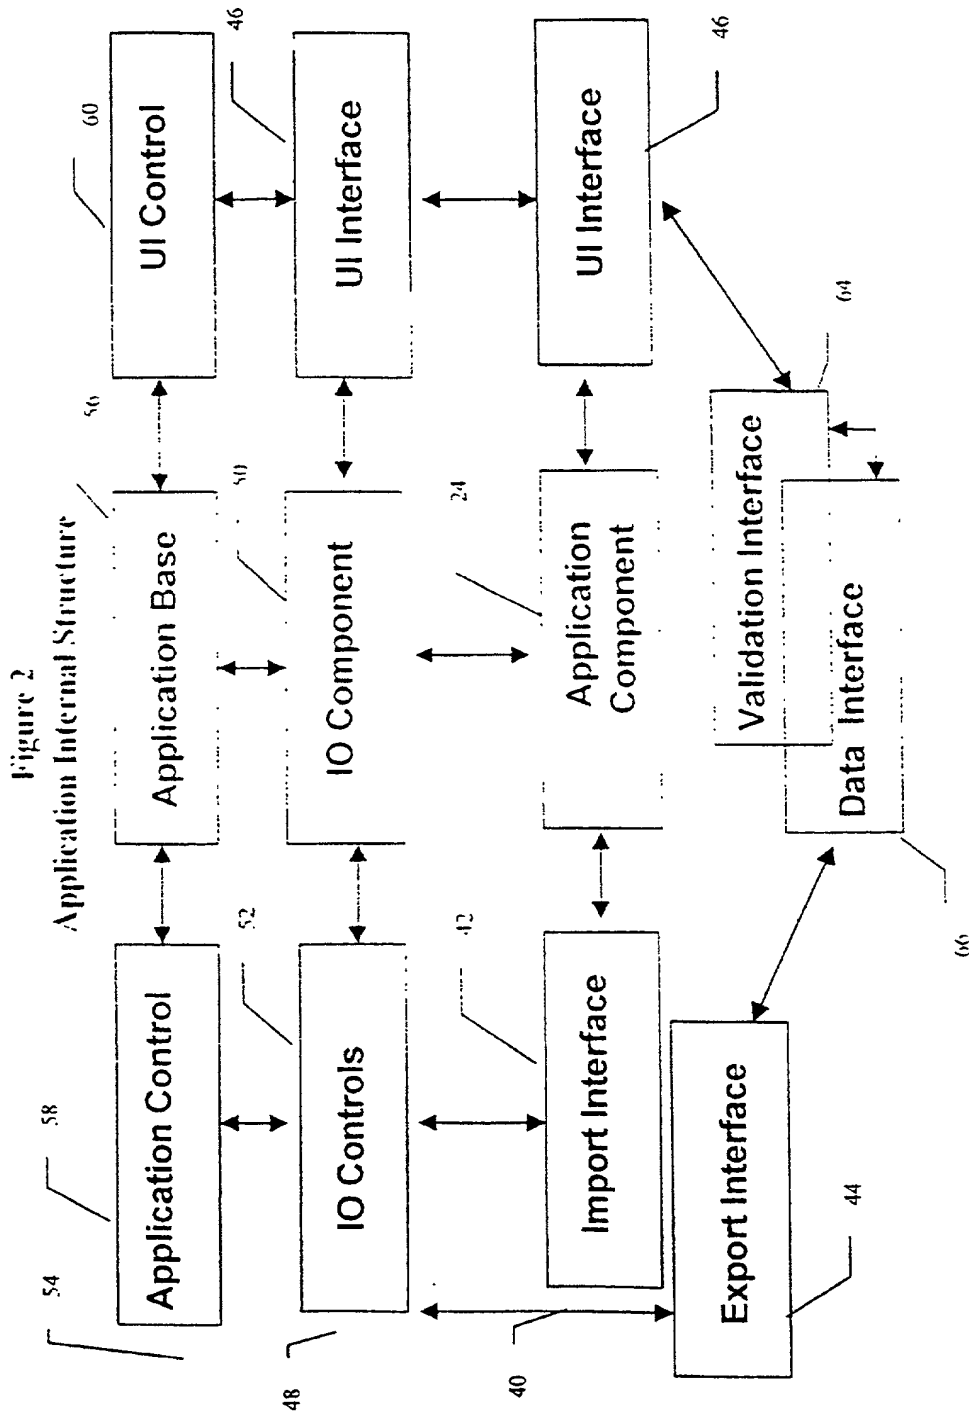 Figure 2
Application Internal Structure
54
58
Application Control
56
Application Base
60
UI Control
48
52
IO Controls
50
IO Component
46
UI Interface
40
42
Import Interface
24
Application
Component
46
UI Interface
44
Export Interface
64
Validation Interface
66
Data Interface